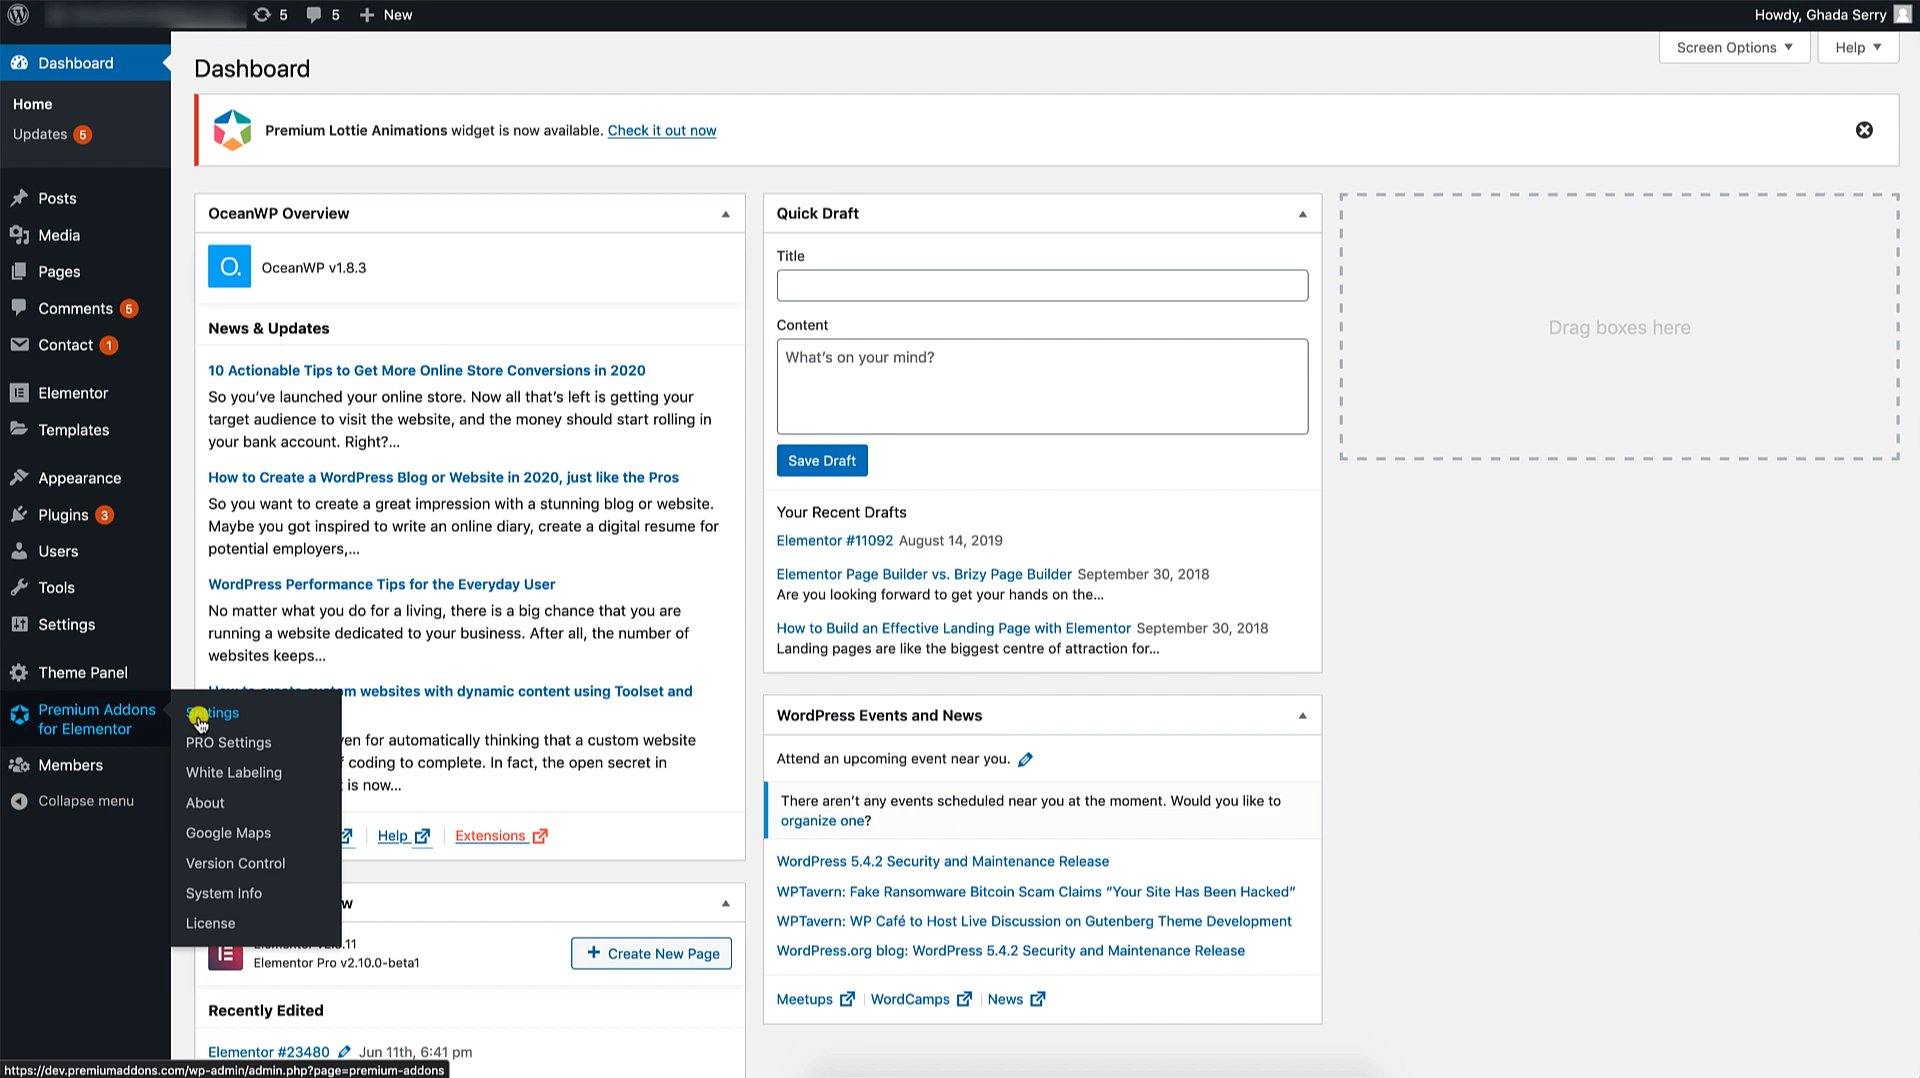 5
5
New
Howdy, Ghada Serry
Dashboard
Home
Updates 5
Posts
Media
Pages
Comments 5
Contact 1
Elementor
Templates
Appearance
Plugins 3
Users
Tools
Settings
Theme Panel
Premium Addons
for Elementor
Members
Collapse menu
PRO Settings
White Labeling
About
Google Maps
Version Control
System Info
License
Screen Options
Help
Dashboard
Premium Lottie Animations widget is now available. Check it out now
OceanWP Overview
O.
OceanWP v1.8.3
News & Updates
10 Actionable Tips to Get More Online Store Conversions in 2020
So you’ve launched your online store. Now all that’s left is getting your
target audience to visit the website, and the money should start rolling in
your bank account. Right?...
How to Create a WordPress Blog or Website in 2020, just like the Pros
So you want to create a great impression with a stunning blog or website.
Maybe you got inspired to write an online diary, create a digital resume for
potential employers,...
WordPress Performance Tips for the Everyday User
No matter what you do for a living, there is a big chance that you are
running a website dedicated to your business. After all, the number of
websites keeps...
websites with dynamic content using Toolset and
for automatically thinking that a custom website
coding to complete. In fact, the open secret in
is now...
Help
Extensions
Elementor Pro v2.10.0-beta1
Create New Page
Recently Edited
Elementor #23480 Jun 11th, 6:41 pm
Quick Draft
Title
Content
What’s on your mind?
Save Draft
Your Recent Drafts
Elementor #11092 August 14, 2019
Elementor Page Builder vs. Brizy Page Builder September 30, 2018
Are you looking forward to get your hands on the...
How to Build an Effective Landing Page with Elementor September 30, 2018
Landing pages are like the biggest centre of attraction for...
WordPress Events and News
Attend an upcoming event near you.
There aren’t any events scheduled near you at the moment. Would you like to
organize one?
WordPress 5.4.2 Security and Maintenance Release
WPTavern: Fake Ransomware Bitcoin Scam Claims “Your Site Has Been Hacked”
WPTavern: WP Café to Host Live Discussion on Gutenberg Theme Development
WordPress.org blog: WordPress 5.4.2 Security and Maintenance Release
Meetups
WordCamps
News
Drag boxes here
https://dev.premiumaddons.com/wp-admin/admin.php?page=premium-addons